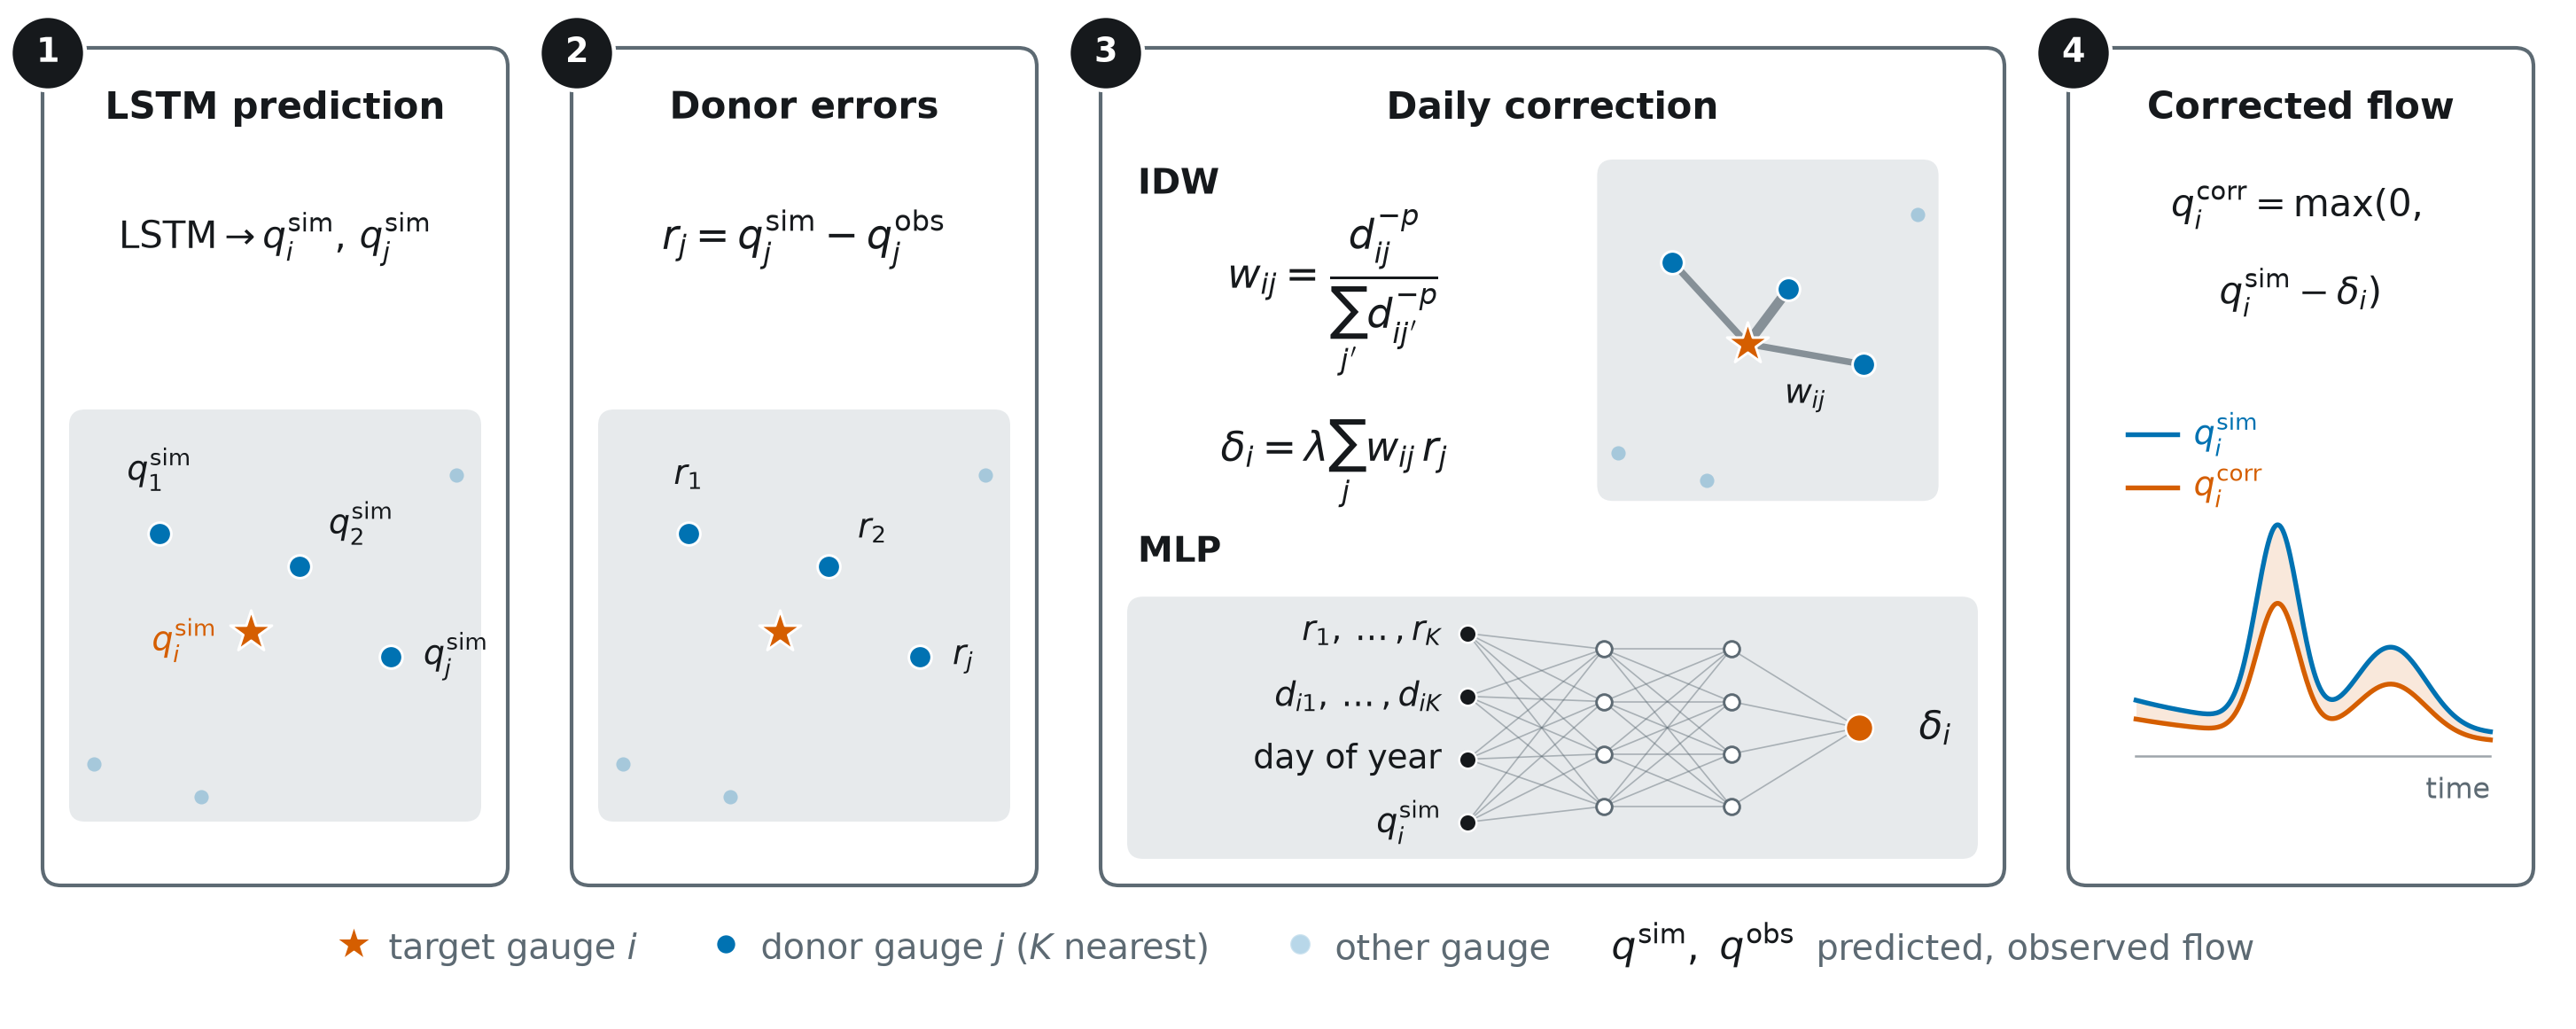 1
LSTM prediction
LSTM → q_i^sim, q_j^sim
q_1^sim
q_2^sim
q_i^sim
q_j^sim
2
Donor errors
r_j = q_j^sim − q_j^obs
r_1
r_2
r_j
3
Daily correction
IDW
w_ij = d_ij^−p / ∑_j′ d_ij′^−p
δ_i = λ ∑_j w_ij r_j
w_ij
MLP
r_1, …, r_K
d_i1, …, d_iK
day of year
q_i^sim
δ_i
4
Corrected flow
q_i^corr = max(0,
q_i^sim − δ_i)
q_i^sim
q_i^corr
time
target gauge i
donor gauge j (K nearest)
other gauge
q^sim, q^obs predicted, observed flow